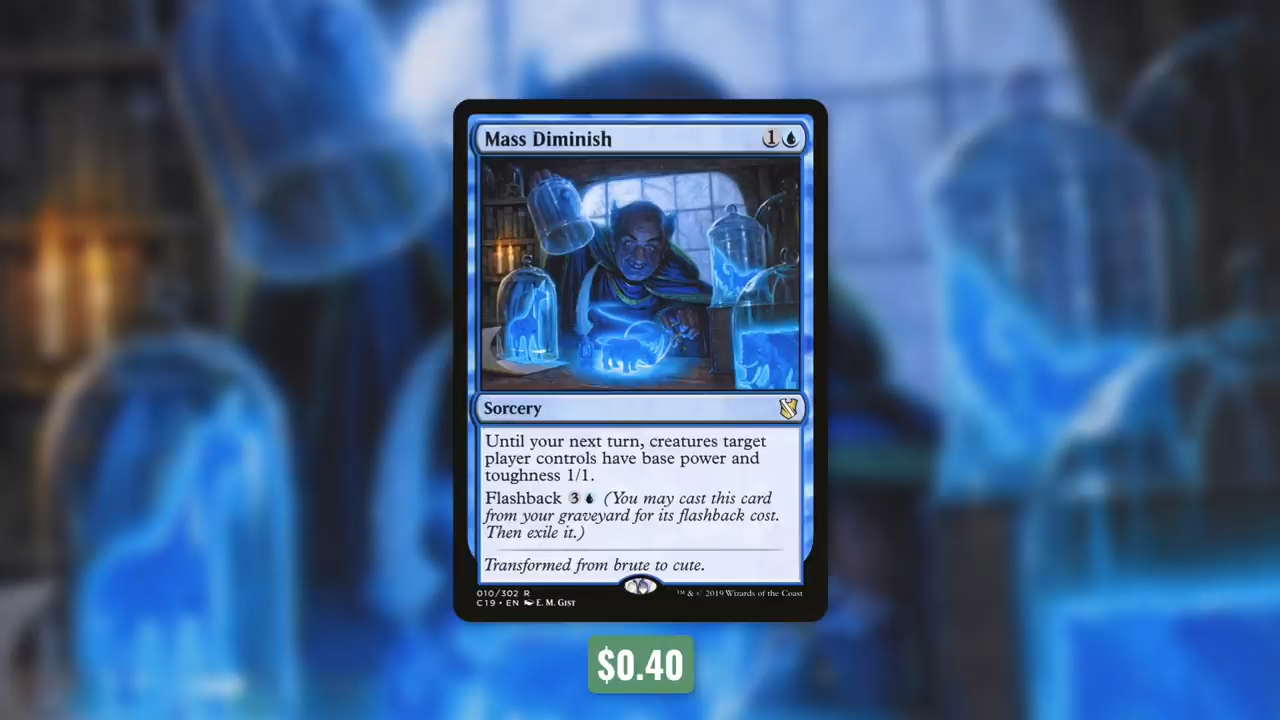 Mass Diminish 1
Sorcery
Until your next turn, creatures target
player controls have base power and
toughness 1/1.
Flashback 3 (You may cast this card
from your graveyard for its flashback cost.
Then exile it.)
Transformed from brute to cute.
010/302 R
C19 • EN E. M. Gist
™ & © 2019 Wizards of the Coast
$0.40